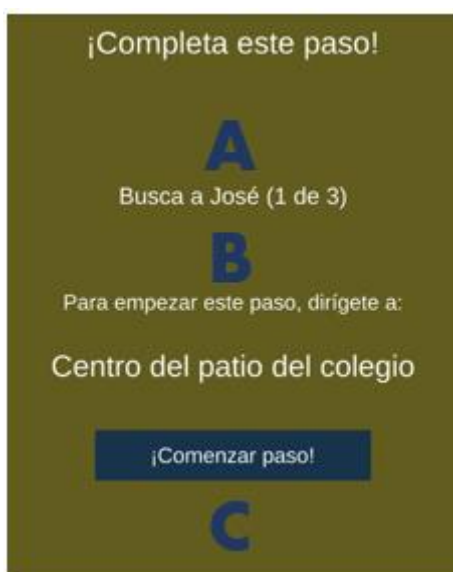 ¡Completa este paso!
A
Busca a José (1 de 3)
B
Para empezar este paso, dirígete a:
Centro del patio del colegio
¡Comenzar paso!
C